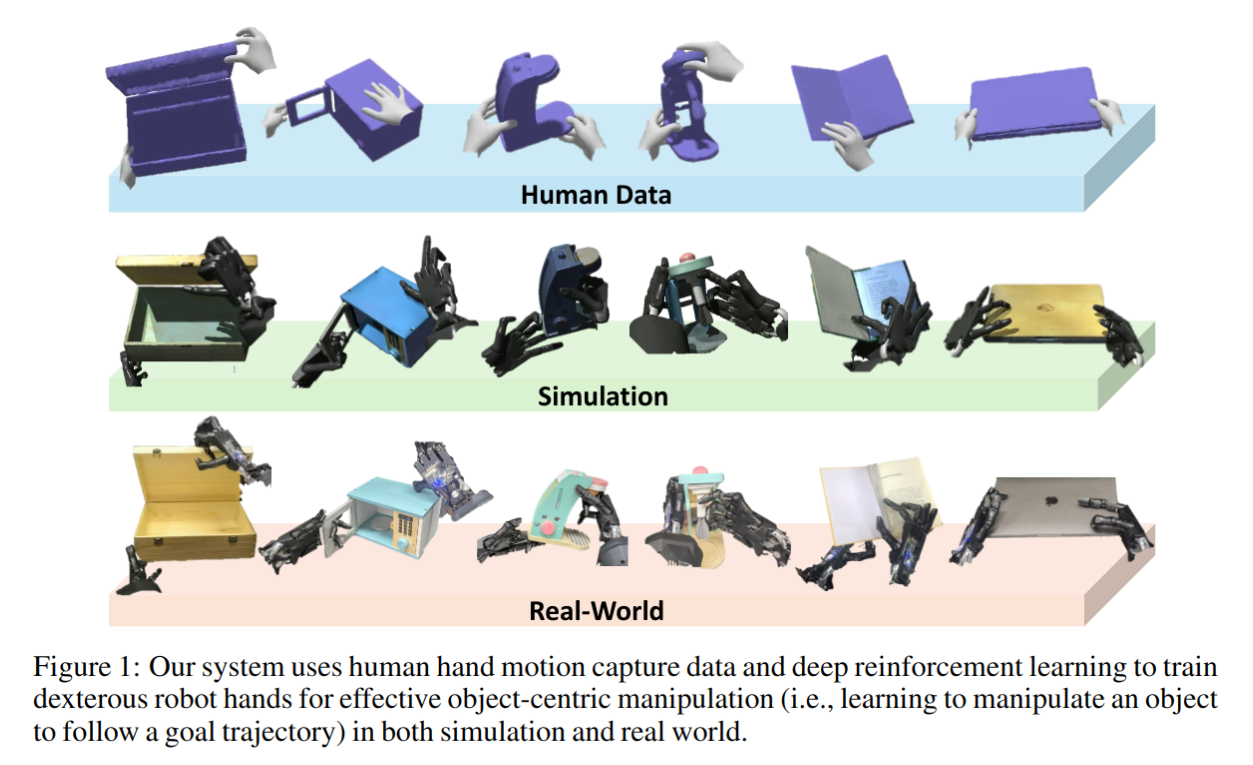 Human Data
Simulation
Real-World
Figure 1: Our system uses human hand motion capture data and deep reinforcement learning to train
dexterous robot hands for effective object-centric manipulation (i.e., learning to manipulate an object
to follow a goal trajectory) in both simulation and real world.